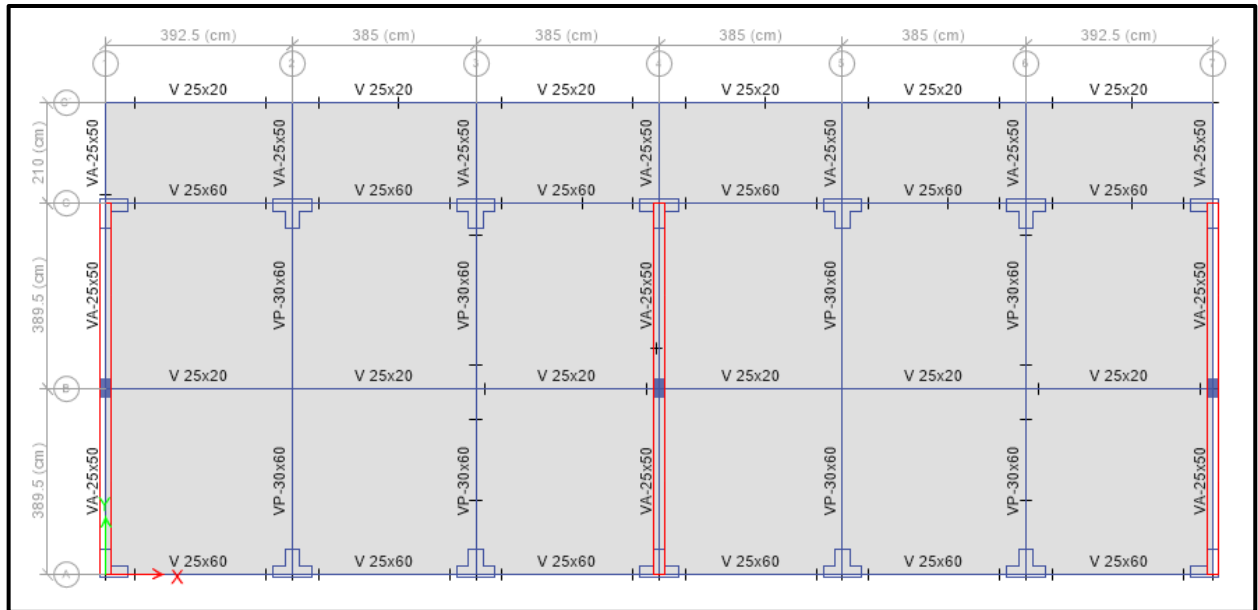 392.5 (cm) 385 (cm) 385 (cm) 385 (cm) 385 (cm) 392.5 (cm)
1 2 3 4 5 6 7
V 25x20 V 25x20 V 25x20 V 25x20 V 25x20 V 25x20
210 (cm) VA-25x50 VA-25x50 VA-25x50 VA-25x50 VA-25x50 VA-25x50 VA-25x50
C V 25x60 V 25x60 V 25x60 V 25x60 V 25x60 V 25x60
389.5 (cm) VA-25x50 VP-30x60 VP-30x60 VA-25x50 VP-30x60 VP-30x60 VA-25x50
B V 25x20 V 25x20 V 25x20 V 25x20 V 25x20 V 25x20
389.5 (cm) VA-25x50 VP-30x60 VP-30x60 VA-25x50 VP-30x60 VP-30x60 VA-25x50
Y
A V 25x60 V 25x60 V 25x60 V 25x60 V 25x60 V 25x60
X